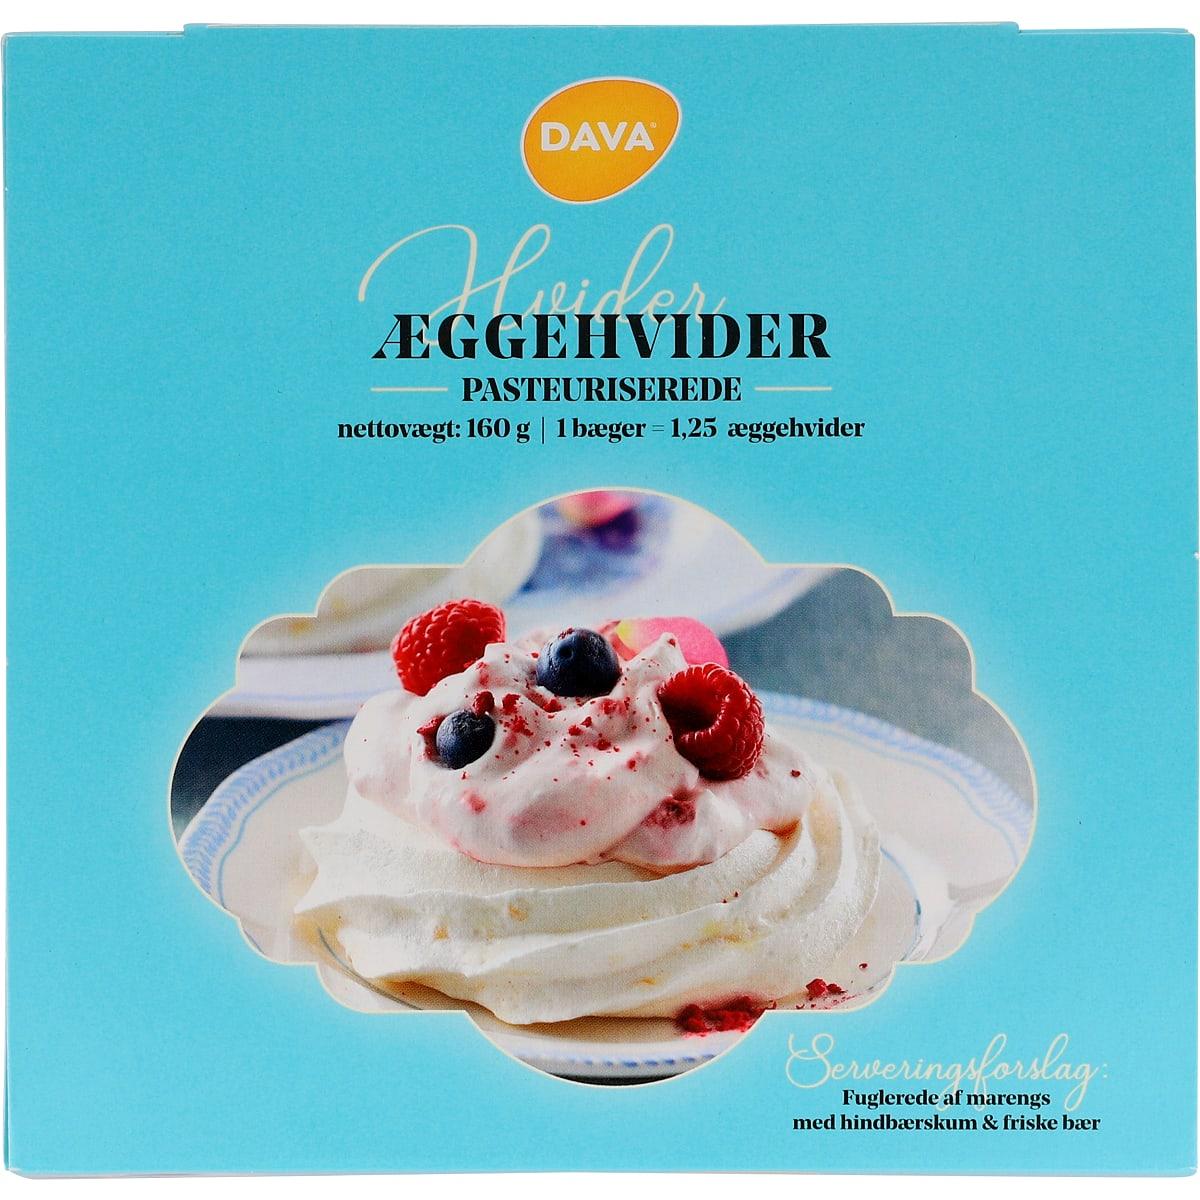 DAVA®
Hvider
ÆGGEHVIDER
PASTEURISEREDE
nettovægt: 160 g | 1 bæger = 1,25 æggehvider
Serveringsforslag:
Fuglerede af marengs
med hindbærskum & friske bær